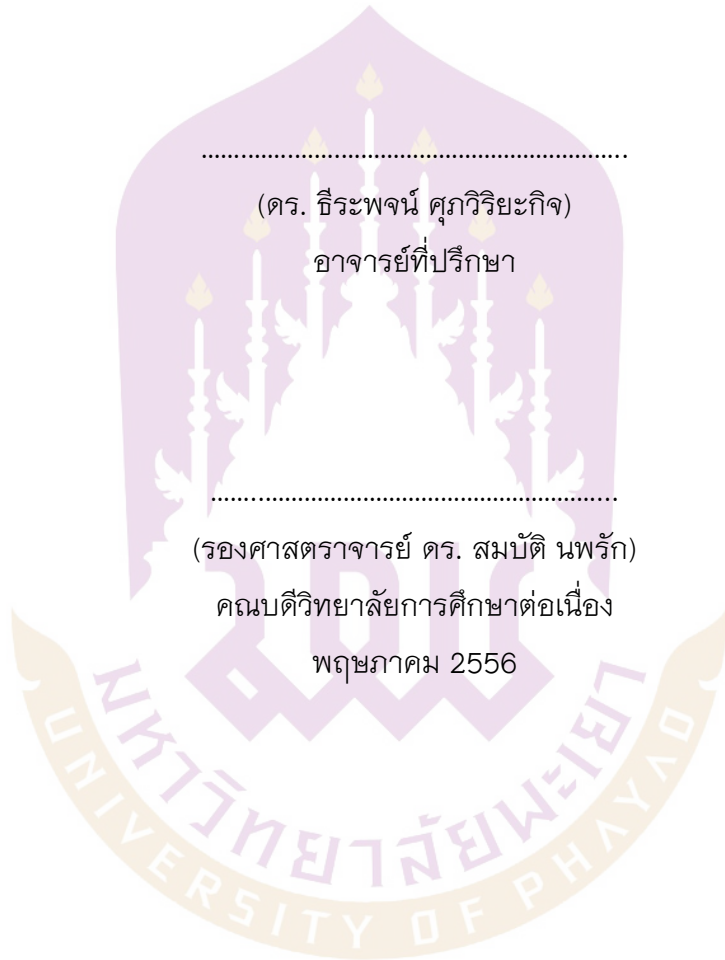 ................................................................
(ดร. ธีระพจน์ ศุภวิริยะกิจ)
อาจารย์ที่ปรึกษา
.............................................................
(รองศาสตราจารย์ ดร. สมบัติ นพรัก)
คณบดีวิทยาลัยการศึกษาต่อเนื่อง
พฤษภาคม 2556
มหาวิทยาลัยพะเยา
UNIVERSITY OF PHAYAO